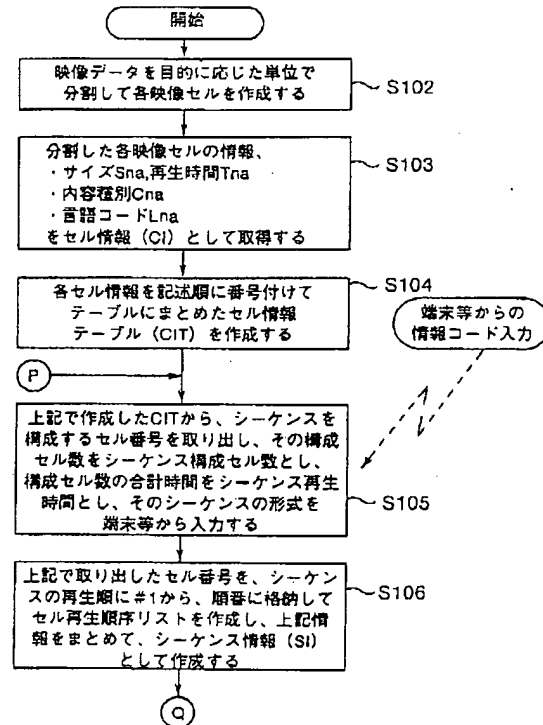 開始
映像データを目的に応じた単位で
分割して各映像セルを作成する
S102
分割した各映像セルの情報、
・サイズSna,再生時間Tna
・内容種別Cna
・言語コードLna
をセル情報（CI）として取得する
S103
各セル情報を記述順に番号付けて
テーブルにまとめたセル情報
テーブル（CIT）を作成する
S104
端末等からの
情報コード入力
P
上記で作成したCITから、シーケンスを
構成するセル番号を取り出し、その構成
セル数をシーケンス構成セル数とし、
構成セル数の合計時間をシーケンス再生
時間とし、そのシーケンスの形式を
端末等から入力する
S105
上記で取り出したセル番号を、シーケン
スの再生順に#1から、順番に格納して
セル再生順序リストを作成し、上記情
報をまとめて、シーケンス情報（SI）
として作成する
S106
Q